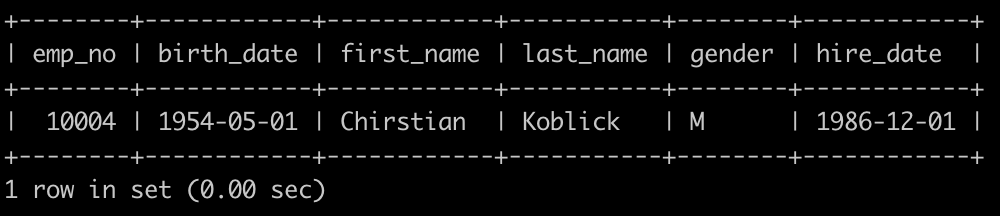 +--------+------------+------------+-----------+--------+------------+
| emp_no | birth_date | first_name | last_name | gender | hire_date  |
+--------+------------+------------+-----------+--------+------------+
|  10004 | 1954-05-01 | Chirstian  | Koblick   | M      | 1986-12-01 |
+--------+------------+------------+-----------+--------+------------+
1 row in set (0.00 sec)